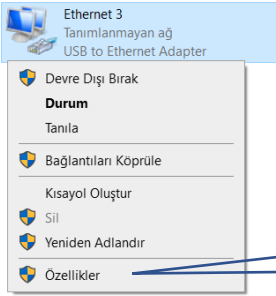 Ethernet 3
Tanımlanmayan ağ
USB to Ethernet Adapter
Devre Dışı Bırak
Durum
Tanıla
Bağlantıları Köprüle
Kısayol Oluştur
Sil
Yeniden Adlandır
Özellikler